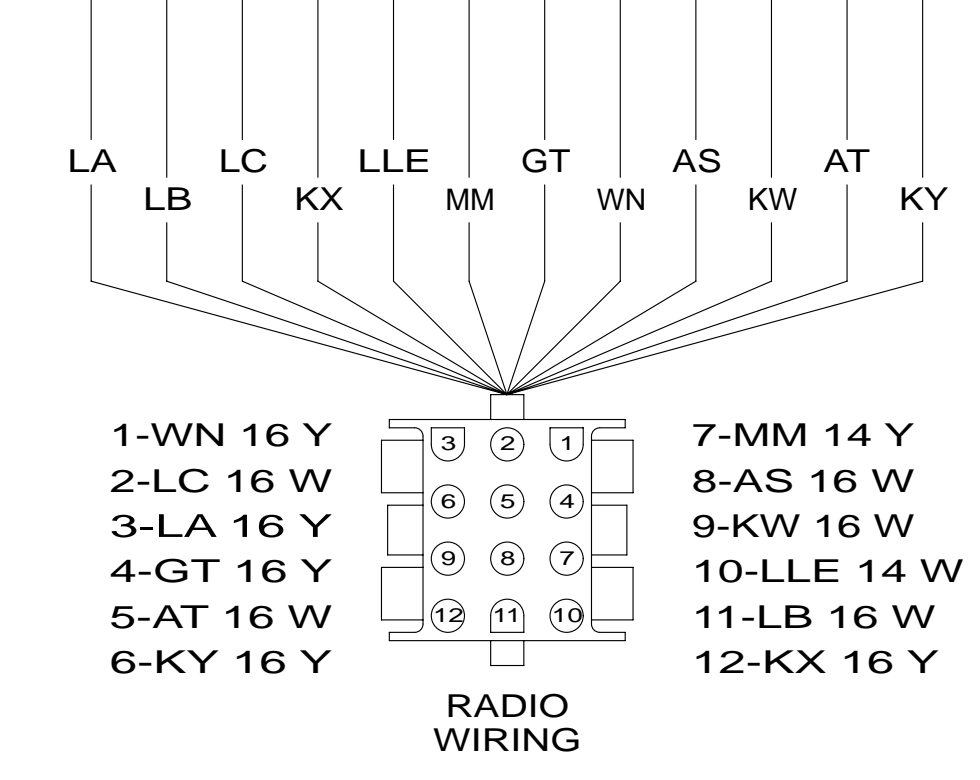 LA LC LLE GT AS AT
LB KX MM WN KW KY
1-WN 16 Y
2-LC 16 W
3-LA 16 Y
4-GT 16 Y
5-AT 16 W
6-KY 16 Y
3 2 1
6 5 4
9 8 7
12 11 10
7-MM 14 Y
8-AS 16 W
9-KW 16 W
10-LLE 14 W
11-LB 16 W
12-KX 16 Y
RADIO
WIRING